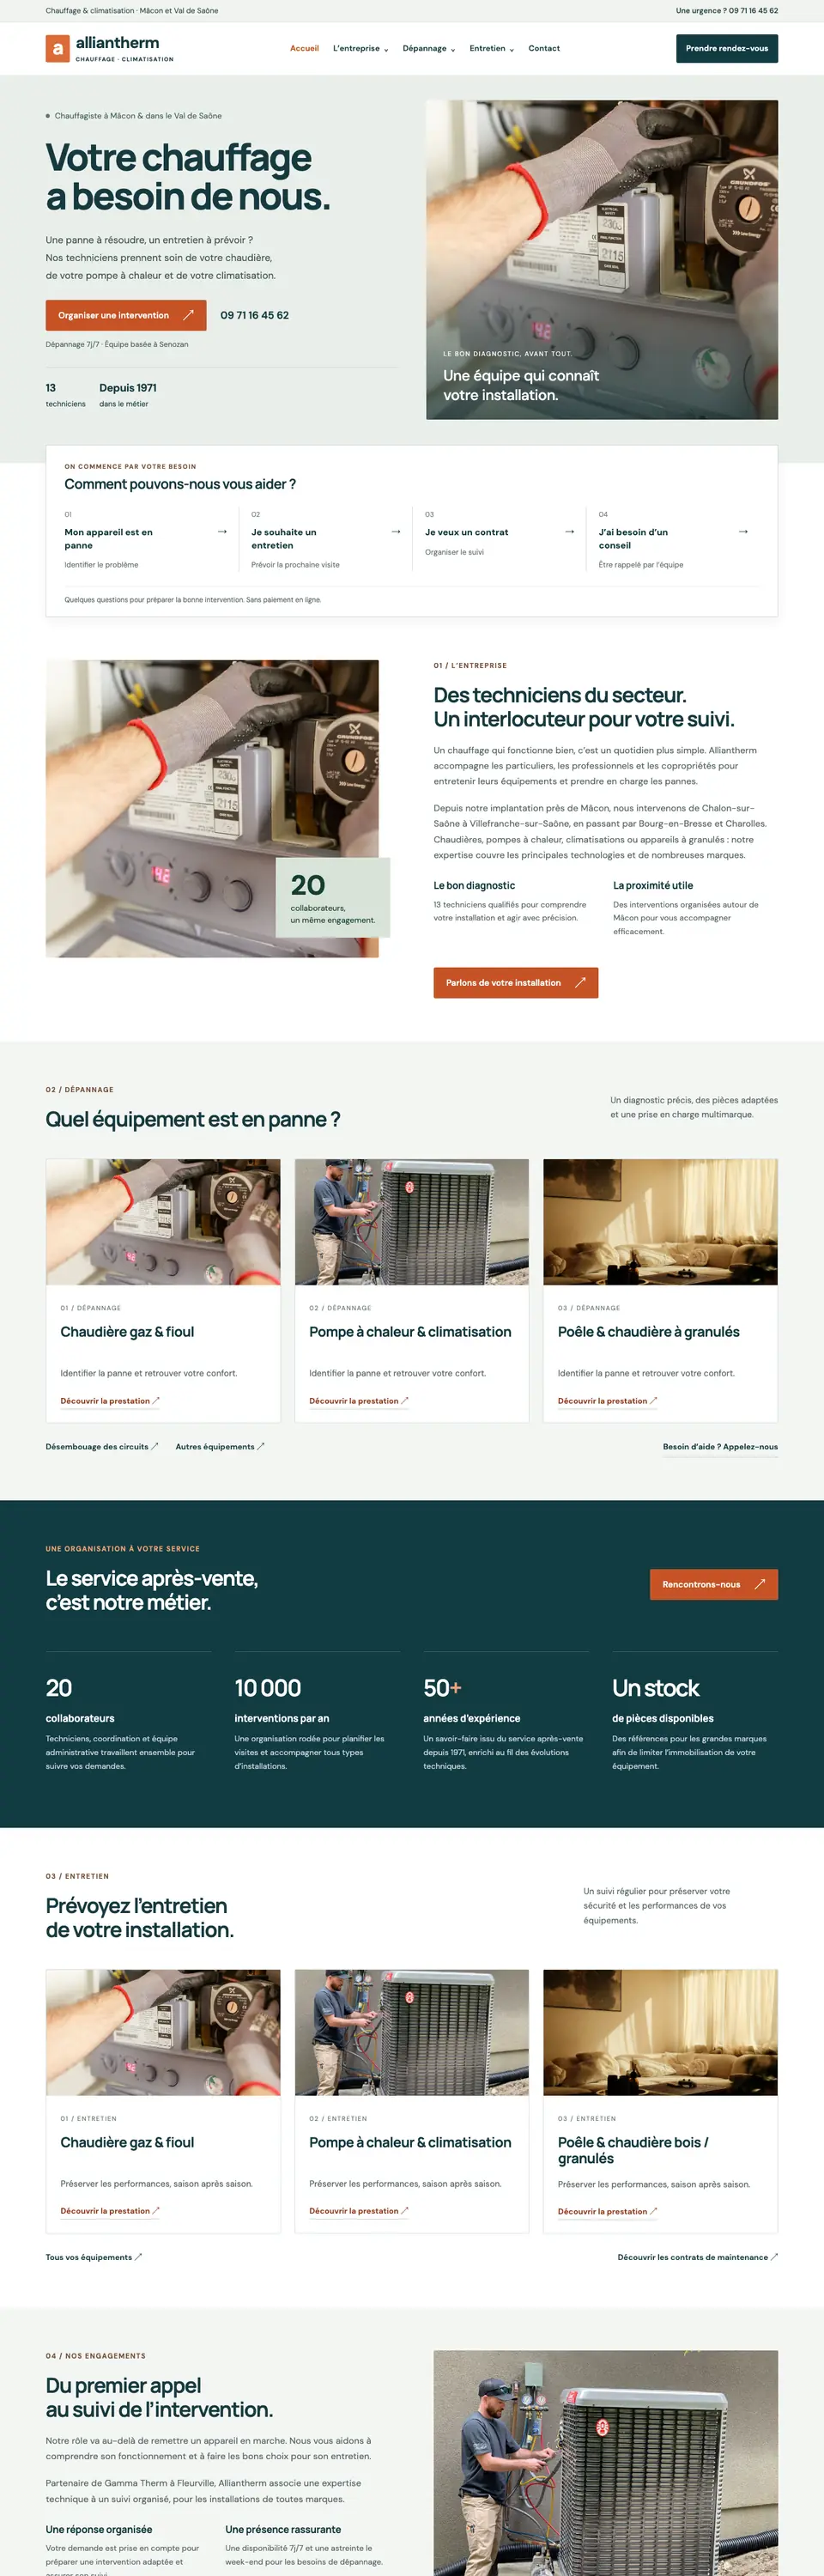 Chauffage & climatisation · Mâcon et Val de Saône
Une urgence ? 09 71 16 45 62
a alliantherm
CHAUFFAGE · CLIMATISATION
Accueil L'entreprise Dépannage Entretien Contact
Prendre rendez-vous
Chauffagiste à Mâcon & dans le Val de Saône
Votre chauffage
a besoin de nous.
Une panne à résoudre, un entretien à prévoir ?
Nos techniciens prennent soin de votre chaudière,
de votre pompe à chaleur et de votre climatisation.
Organiser une intervention
09 71 16 45 62
Dépannage 7j/7 · Équipe basée à Senozan
13
techniciens
Depuis 1971
dans le métier
GRUNDFOS
LE BON DIAGNOSTIC, AVANT TOUT.
Une équipe qui connaît
votre installation.
ON COMMENCE PAR VOTRE BESOIN
Comment pouvons-nous vous aider ?
01
Mon appareil est en
panne
Identifier le problème
02
Je souhaite un
entretien
Prévoir la prochaine visite
03
Je veux un contrat
Organiser le suivi
04
J'ai besoin d'un
conseil
Être rappelé par l'équipe
Quelques questions pour préparer la bonne intervention. Sans paiement en ligne.
GRUNDFOS
2115
20
collaborateurs,
un même engagement.
01 / L'ENTREPRISE
Des techniciens du secteur.
Un interlocuteur pour votre suivi.
Un chauffage qui fonctionne bien, c'est un quotidien plus simple. Alliantherm
accompagne les particuliers, les professionnels et les copropriétés pour
entretenir leurs équipements et prendre en charge les pannes.
Depuis notre implantation près de Mâcon, nous intervenons de Chalon-sur-
Saône à Villefranche-sur-Saône, en passant par Bourg-en-Bresse et Charolles.
Chaudières, pompes à chaleur, climatisations ou appareils à granulés : notre
expertise couvre les principales technologies et de nombreuses marques.
Le bon diagnostic
13 techniciens qualifiés pour comprendre
votre installation et agir avec précision.
La proximité utile
Des interventions organisées autour de
Mâcon pour vous accompagner
efficacement.
Parlons de votre installation
02 / DÉPANNAGE
Quel équipement est en panne ?
Un diagnostic précis, des pièces adaptées
et une prise en charge multimarque.
01 / DÉPANNAGE
Chaudière gaz & fioul
Identifier la panne et retrouver votre confort.
Découvrir la prestation
02 / DÉPANNAGE
Pompe à chaleur & climatisation
Identifier la panne et retrouver votre confort.
Découvrir la prestation
03 / DÉPANNAGE
Poêle & chaudière à granulés
Identifier la panne et retrouver votre confort.
Découvrir la prestation
Désembouage des circuits
Autres équipements
Besoin d'aide ? Appelez-nous
UNE ORGANISATION À VOTRE SERVICE
Le service après-vente,
c'est notre métier.
Rencontrons-nous
20
collaborateurs
Techniciens, coordination et équipe
administrative travaillent ensemble pour
suivre vos demandes.
10 000
interventions par an
Une organisation rodée pour planifier les
visites et accompagner tous types
d'installations.
50+
années d'expérience
Un savoir-faire issu du service après-vente
depuis 1971, enrichi au fil des évolutions
techniques.
Un stock
de pièces disponibles
Des références pour les grandes marques
afin de limiter l'immobilisation de votre
équipement.
03 / ENTRETIEN
Prévoyez l'entretien
de votre installation.
Un suivi régulier pour préserver votre
sécurité et les performances de vos
équipements.
01 / ENTRETIEN
Chaudière gaz & fioul
Préserver les performances, saison après saison.
Découvrir la prestation
02 / ENTRETIEN
Pompe à chaleur & climatisation
Préserver les performances, saison après saison.
Découvrir la prestation
03 / ENTRETIEN
Poêle & chaudière bois /
granulés
Préserver les performances, saison après saison.
Découvrir la prestation
Tous vos équipements
Découvrir les contrats de maintenance
04 / NOS ENGAGEMENTS
Du premier appel
au suivi de l'intervention.
Notre rôle va au-delà de remettre un appareil en marche. Nous vous aidons à
comprendre son fonctionnement et à faire les bons choix pour son entretien.
Partenaire de Gamma Therm à Fleurville, Alliantherm associe une expertise
technique à un suivi organisé, pour les installations de toutes marques.
Une réponse organisée
Votre demande est prise en compte pour
préparer une intervention adaptée et
assurer son suivi.
Une présence rassurante
Une disponibilité 7j/7 et une astreinte le
week-end pour les besoins de dépannage.